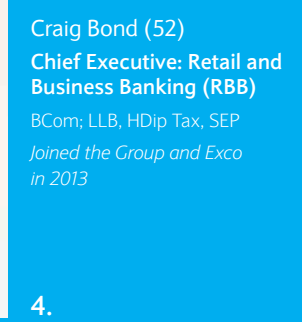 Craig Bond (52)
Chief Executive: Retail and
Business Banking (RBB)
BCom; LLB, HDip Tax, SEP
Joined the Group and Exco
in 2013
4.